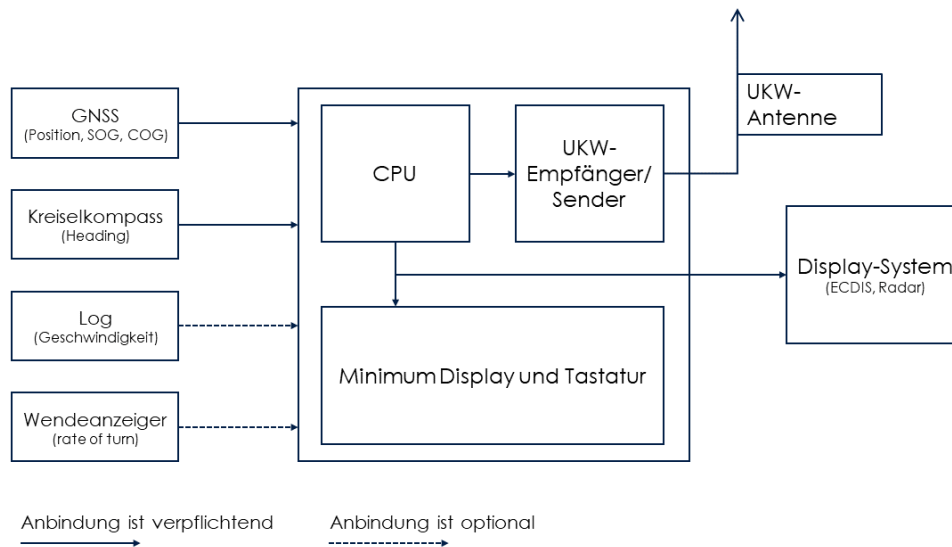 GNSS
(Position, SOG, COG)
Kreiselkompass
(Heading)
Log
(Geschwindigkeit)
Wendeanzeiger
(rate of turn)
CPU
UKW-
Empfänger/
Sender
Minimum Display und Tastatur
UKW-
Antenne
Display-System
(ECDIS, Radar)
Anbindung ist verpflichtend
Anbindung ist optional